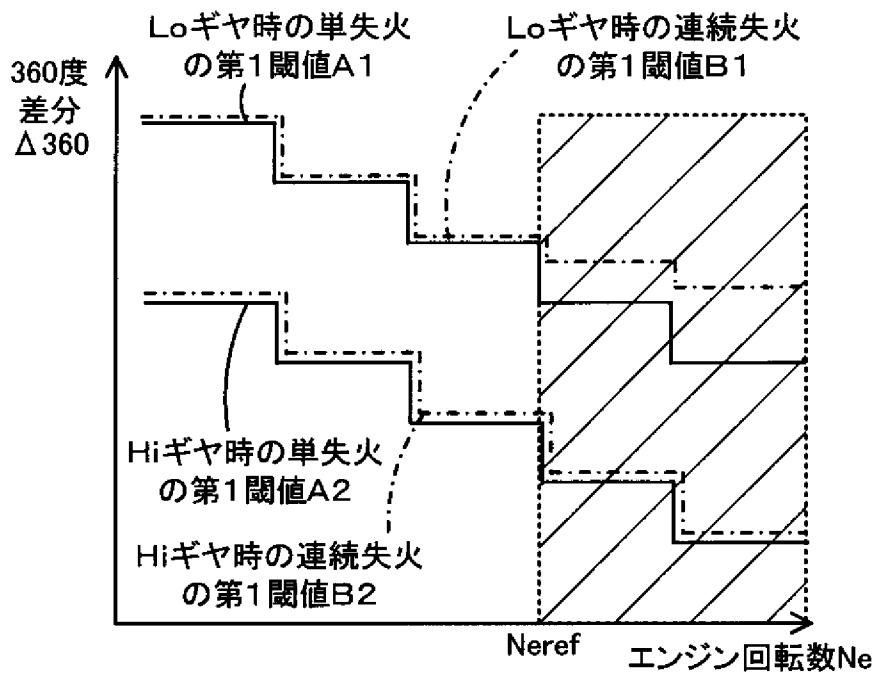 Loギヤ時の単失火
の第1閾値A1
Loギヤ時の連続失火
の第1閾値B1
360度
差分
Δ360
Hiギヤ時の単失火
の第1閾値A2
Hiギヤ時の連続失火
の第1閾値B2
Neref
エンジン回転数Ne